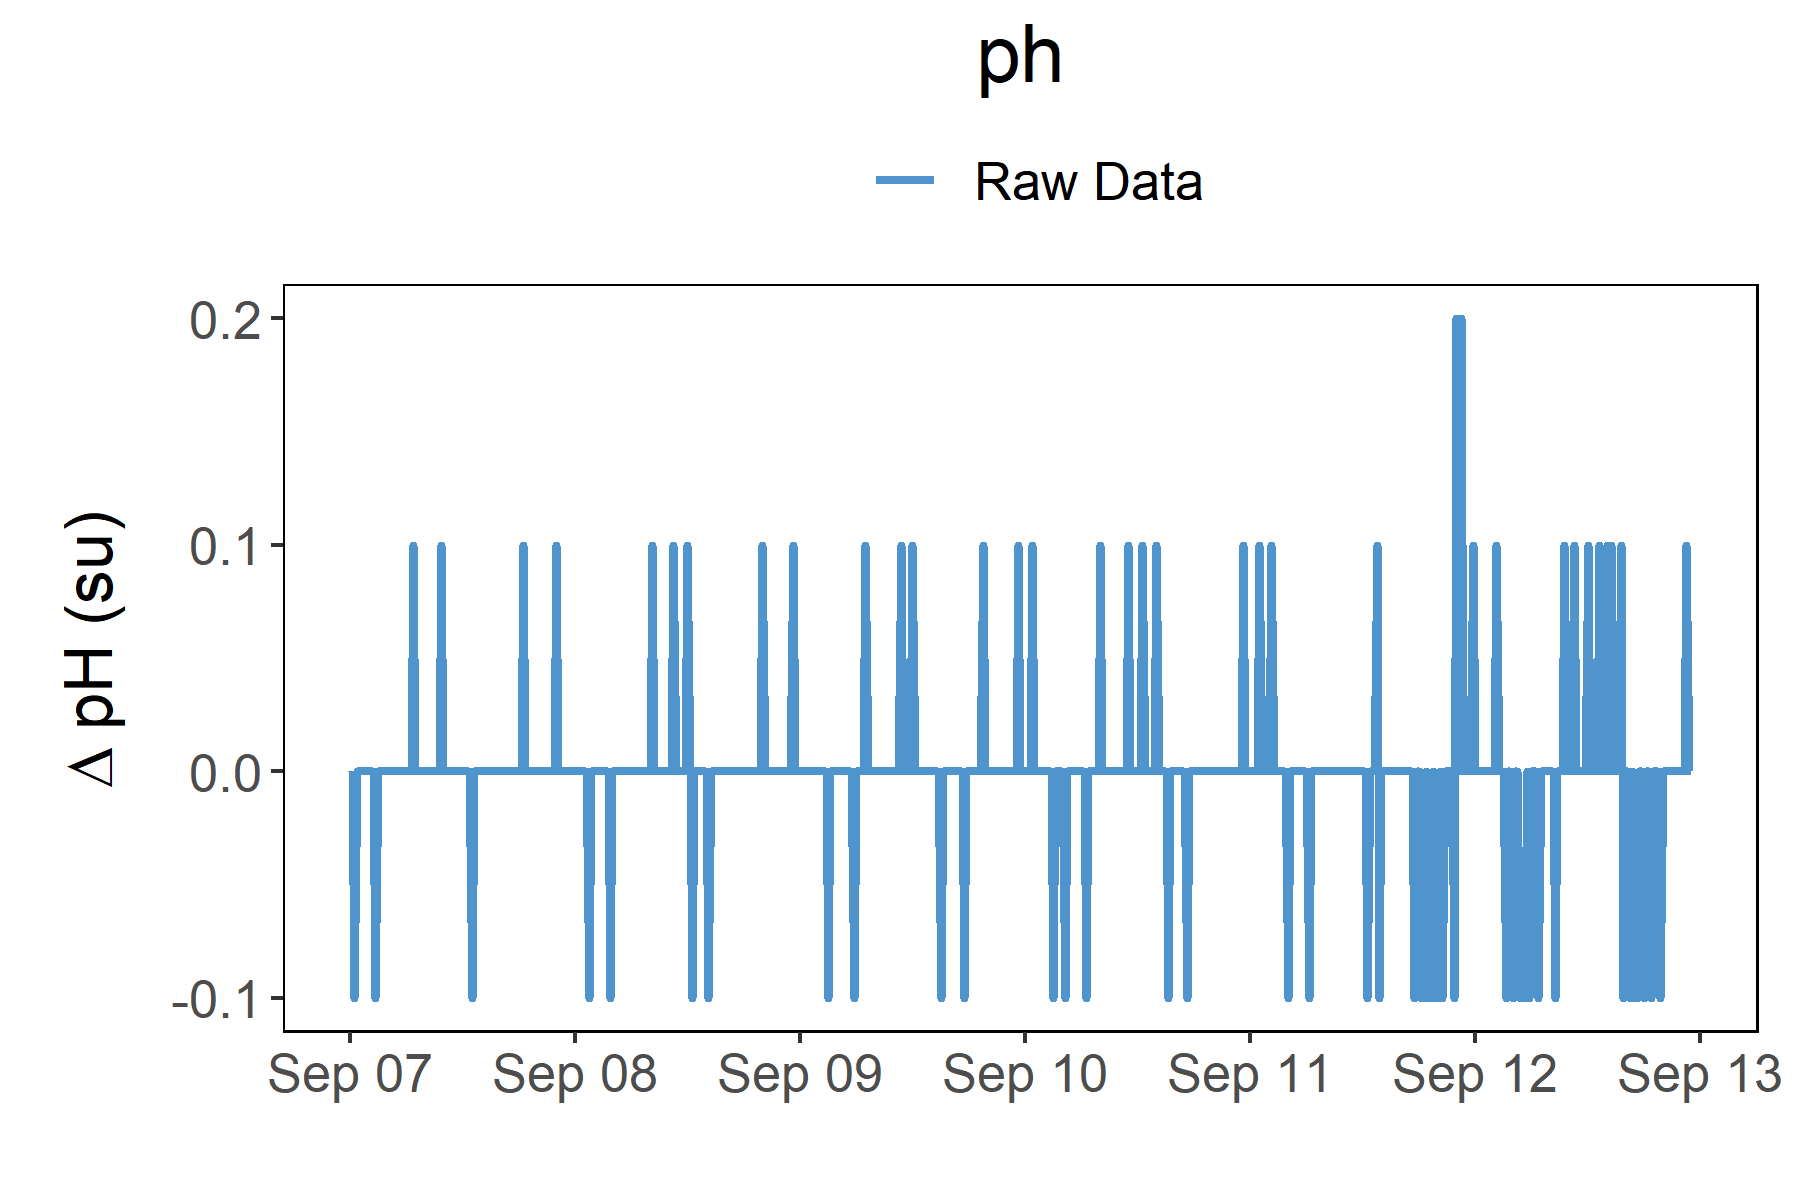 ph
Raw Data
Δ pH (su)
0.2
0.1
0.0
-0.1
Sep 07 Sep 08 Sep 09 Sep 10 Sep 11 Sep 12 Sep 13